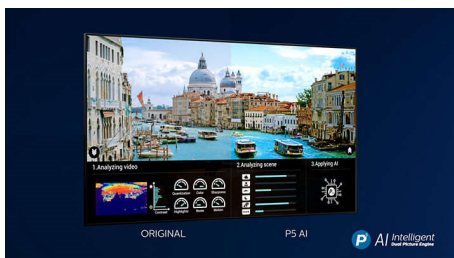 1.Analyzing video
2.Analyzing scene
3.Applying AI
Quantization
Color
Sharpness
Contrast
Highlights
Noise
Motion
ORIGINAL
P5 AI
P AI Intelligent
Dual Picture Engine